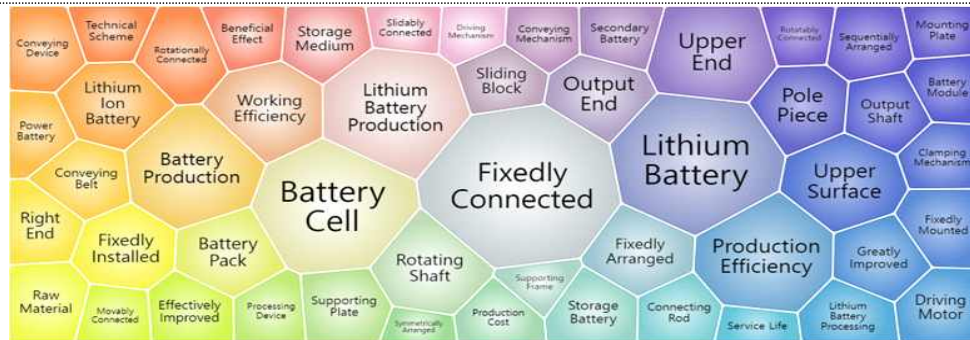 Conveying
Device
Technical
Scheme
Rotationally
Connected
Beneficial
Effect
Storage
Medium
Slidably
Connected
Driving
Mechanism
Conveying
Mechanism
Secondary
Battery
Upper
End
Rotatably
Connected
Sequentially
Arranged
Mounting
Plate
Lithium
Ion
Battery
Working
Efficiency
Lithium
Battery
Production
Sliding
Block
Output
End
Pole
Piece
Output
Shaft
Battery
Module
Power
Battery
Conveying
Belt
Battery
Production
Battery
Cell
Fixedly
Connected
Lithium
Battery
Upper
Surface
Clamping
Mechanism
Right
End
Fixedly
Installed
Battery
Pack
Rotating
Shaft
Fixedly
Arranged
Production
Efficiency
Greatly
Improved
Fixedly
Mounted
Raw
Material
Movably
Connected
Effectively
Improved
Processing
Device
Supporting
Plate
Symmetrically
Arranged
Production
Cost
Supporting
Frame
Storage
Battery
Connecting
Rod
Service Life
Lithium
Battery
Processing
Driving
Motor